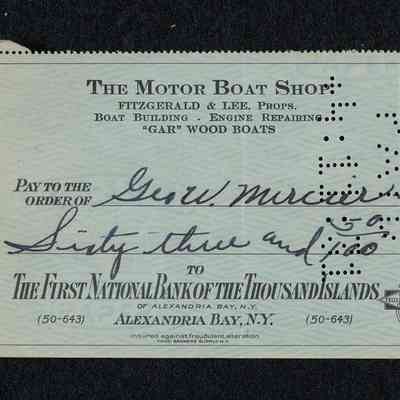 THE MOTOR BOAT SHOP
FITZGERALD & LEE, PROPS.
BOAT BUILDING - ENGINE REPAIRING
"GAR" WOOD BOATS
PAY TO THE
ORDER OF Geo W. Mercier
Sixty three and 50/100
TO
THE FIRST NATIONAL BANK OF THE THOUSAND ISLANDS
OF ALEXANDRIA BAY, N.Y.
(50-643) ALEXANDRIA BAY, N.Y. (50-643)
insured against fraudulent alteration